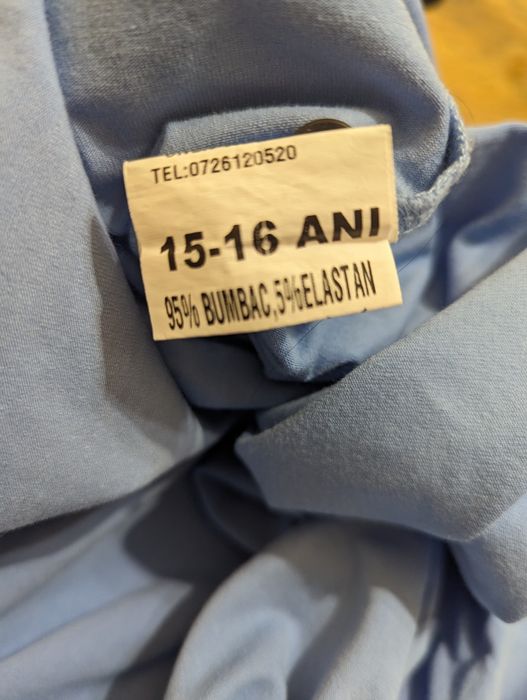 TEL:0726120520
15-16 ANI
95% BUMBAC,5%ELASTAN